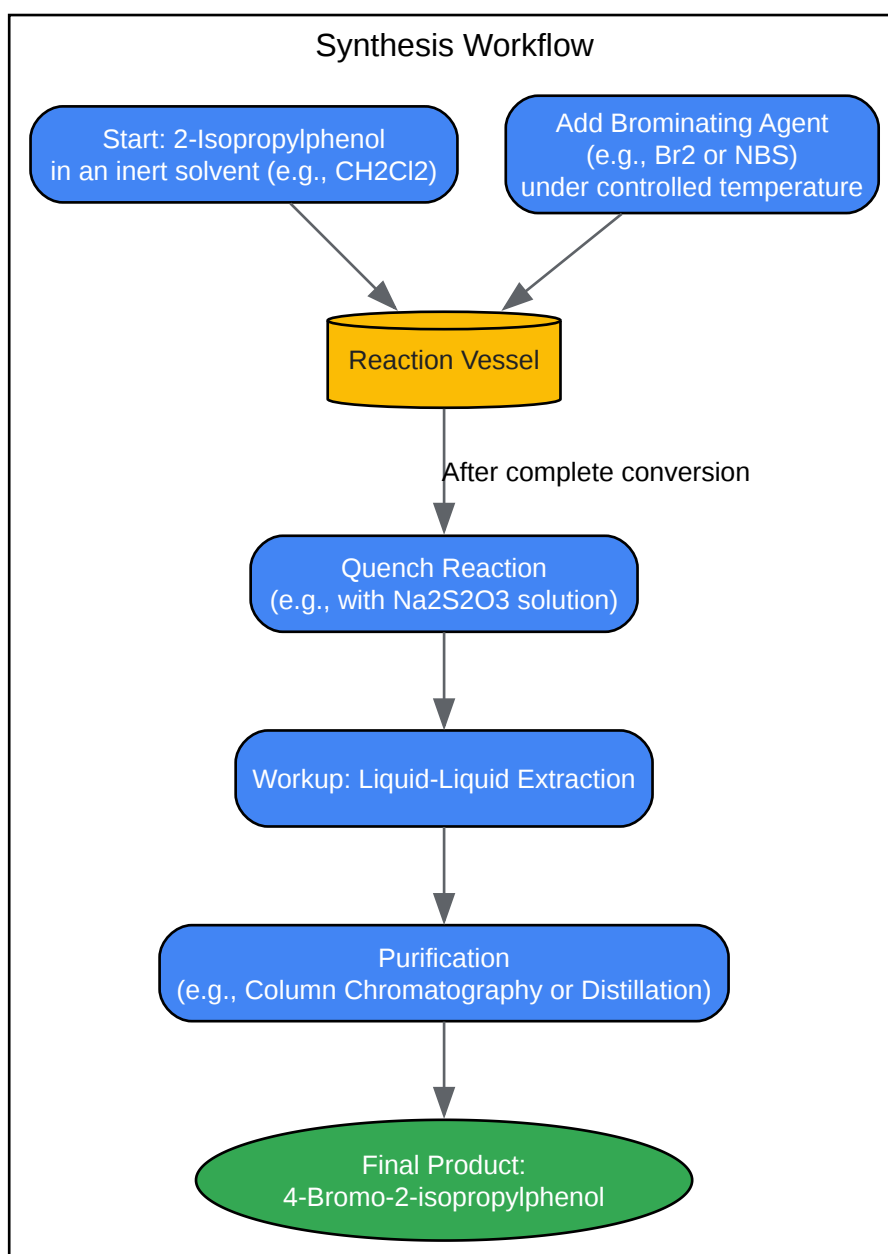 Synthesis Workflow
Start: 2-Isopropylphenol
in an inert solvent (e.g., CH2Cl2)
Add Brominating Agent
(e.g., Br2 or NBS)
under controlled temperature
Reaction Vessel
After complete conversion
Quench Reaction
(e.g., with Na2S2O3 solution)
Workup: Liquid-Liquid Extraction
Purification
(e.g., Column Chromatography or Distillation)
Final Product:
4-Bromo-2-isopropylphenol